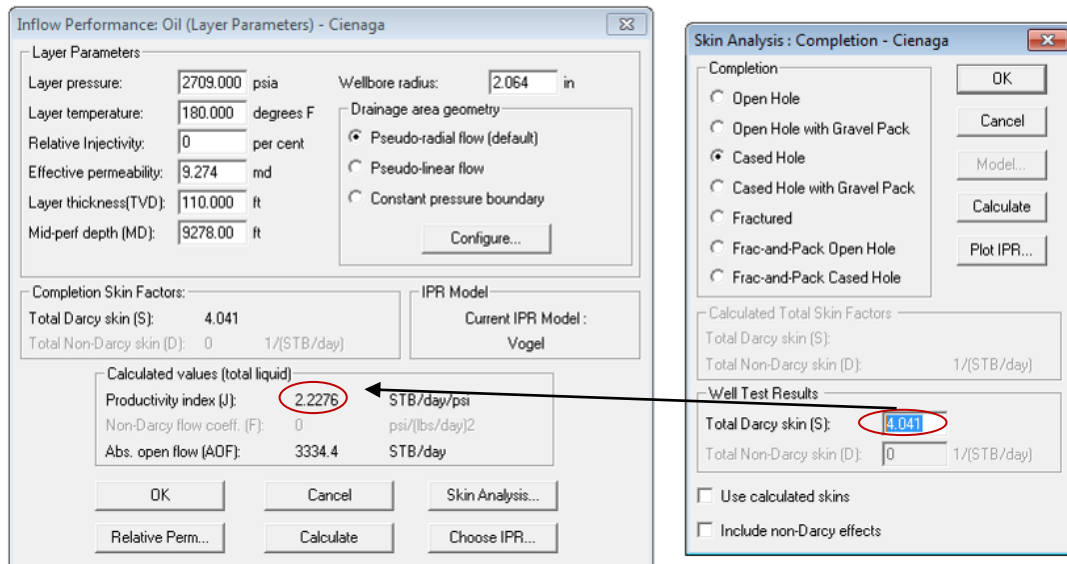 Inflow Performance: Oil (Layer Parameters) - Cienaga
Layer Parameters
Layer pressure: 2709.000 psia Wellbore radius: 2.064 in
Layer temperature: 180.000 degrees F
Relative Injectivity: 0 per cent
Effective permeability: 9.274 md
Layer thickness(TVD): 110.000 ft
Mid-perf depth (MD): 9278.00 ft
Drainage area geometry
Pseudo-radial flow (default)
Pseudo-linear flow
Constant pressure boundary
Configure...
Completion Skin Factors:
Total Darcy skin (S): 4.041
Total Non-Darcy skin (D): 0 1/(STB/day)
IPR Model
Current IPR Model :
Vogel
Calculated values (total liquid)
Productivity index (J): 2.2276 STB/day/psi
Non-Darcy flow coeff. (F): 0 psi/(lbs/day)2
Abs. open flow (AOF): 3334.4 STB/day
OK Cancel Skin Analysis...
Relative Perm... Calculate Choose IPR...
Skin Analysis : Completion - Cienaga
Completion
Open Hole
Open Hole with Gravel Pack
Cased Hole
Cased Hole with Gravel Pack
Fractured
Frac-and-Pack Open Hole
Frac-and-Pack Cased Hole
OK
Cancel
Model...
Calculate
Plot IPR...
Calculated Total Skin Factors
Total Darcy skin (S):
Total Non-Darcy skin (D): 1/(STB/day)
Well Test Results
Total Darcy skin (S): 4.041
Total Non-Darcy skin (D): 0 1/(STB/day)
Use calculated skins
Include non-Darcy effects